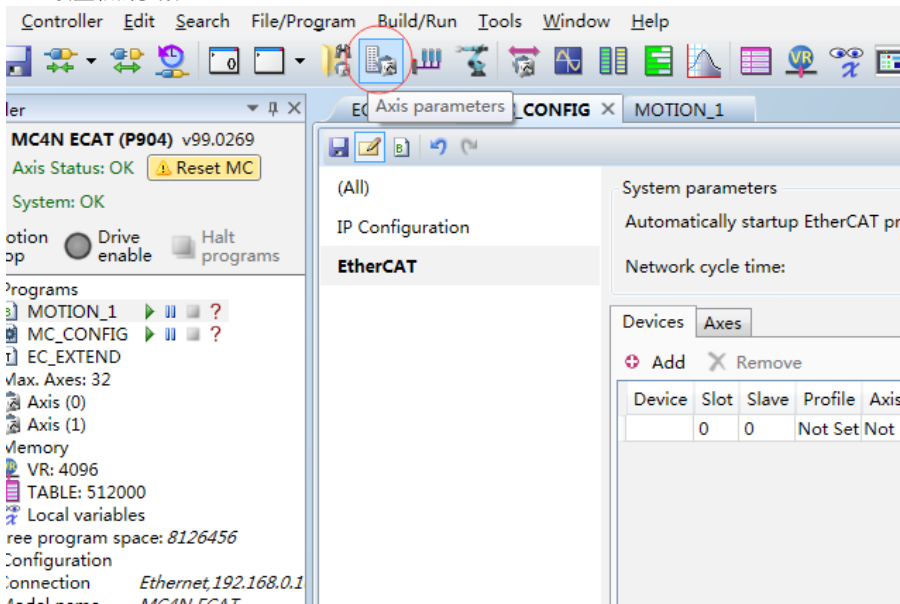 Controller Edit Search File/Program Build/Run Tools Window Help
Axis parameters
CONFIG × MOTION_1
MC4N ECAT (P904) v99.0269
Axis Status: OK Reset MC
System: OK
Drive enable
Halt programs
Programs
MOTION_1 ?
MC_CONFIG ?
EC_EXTEND
Max. Axes: 32
Axis (0)
Axis (1)
Memory
VR: 4096
TABLE: 512000
Local variables
ree program space: 8126456
Configuration
Connection Ethernet,192.168.0.1
MC4N ECAT
(All)
IP Configuration
EtherCAT
System parameters
Automatically startup EtherCAT pr
Network cycle time:
Devices Axes
Add Remove
Device Slot Slave Profile Axis
0 0 Not Set Not